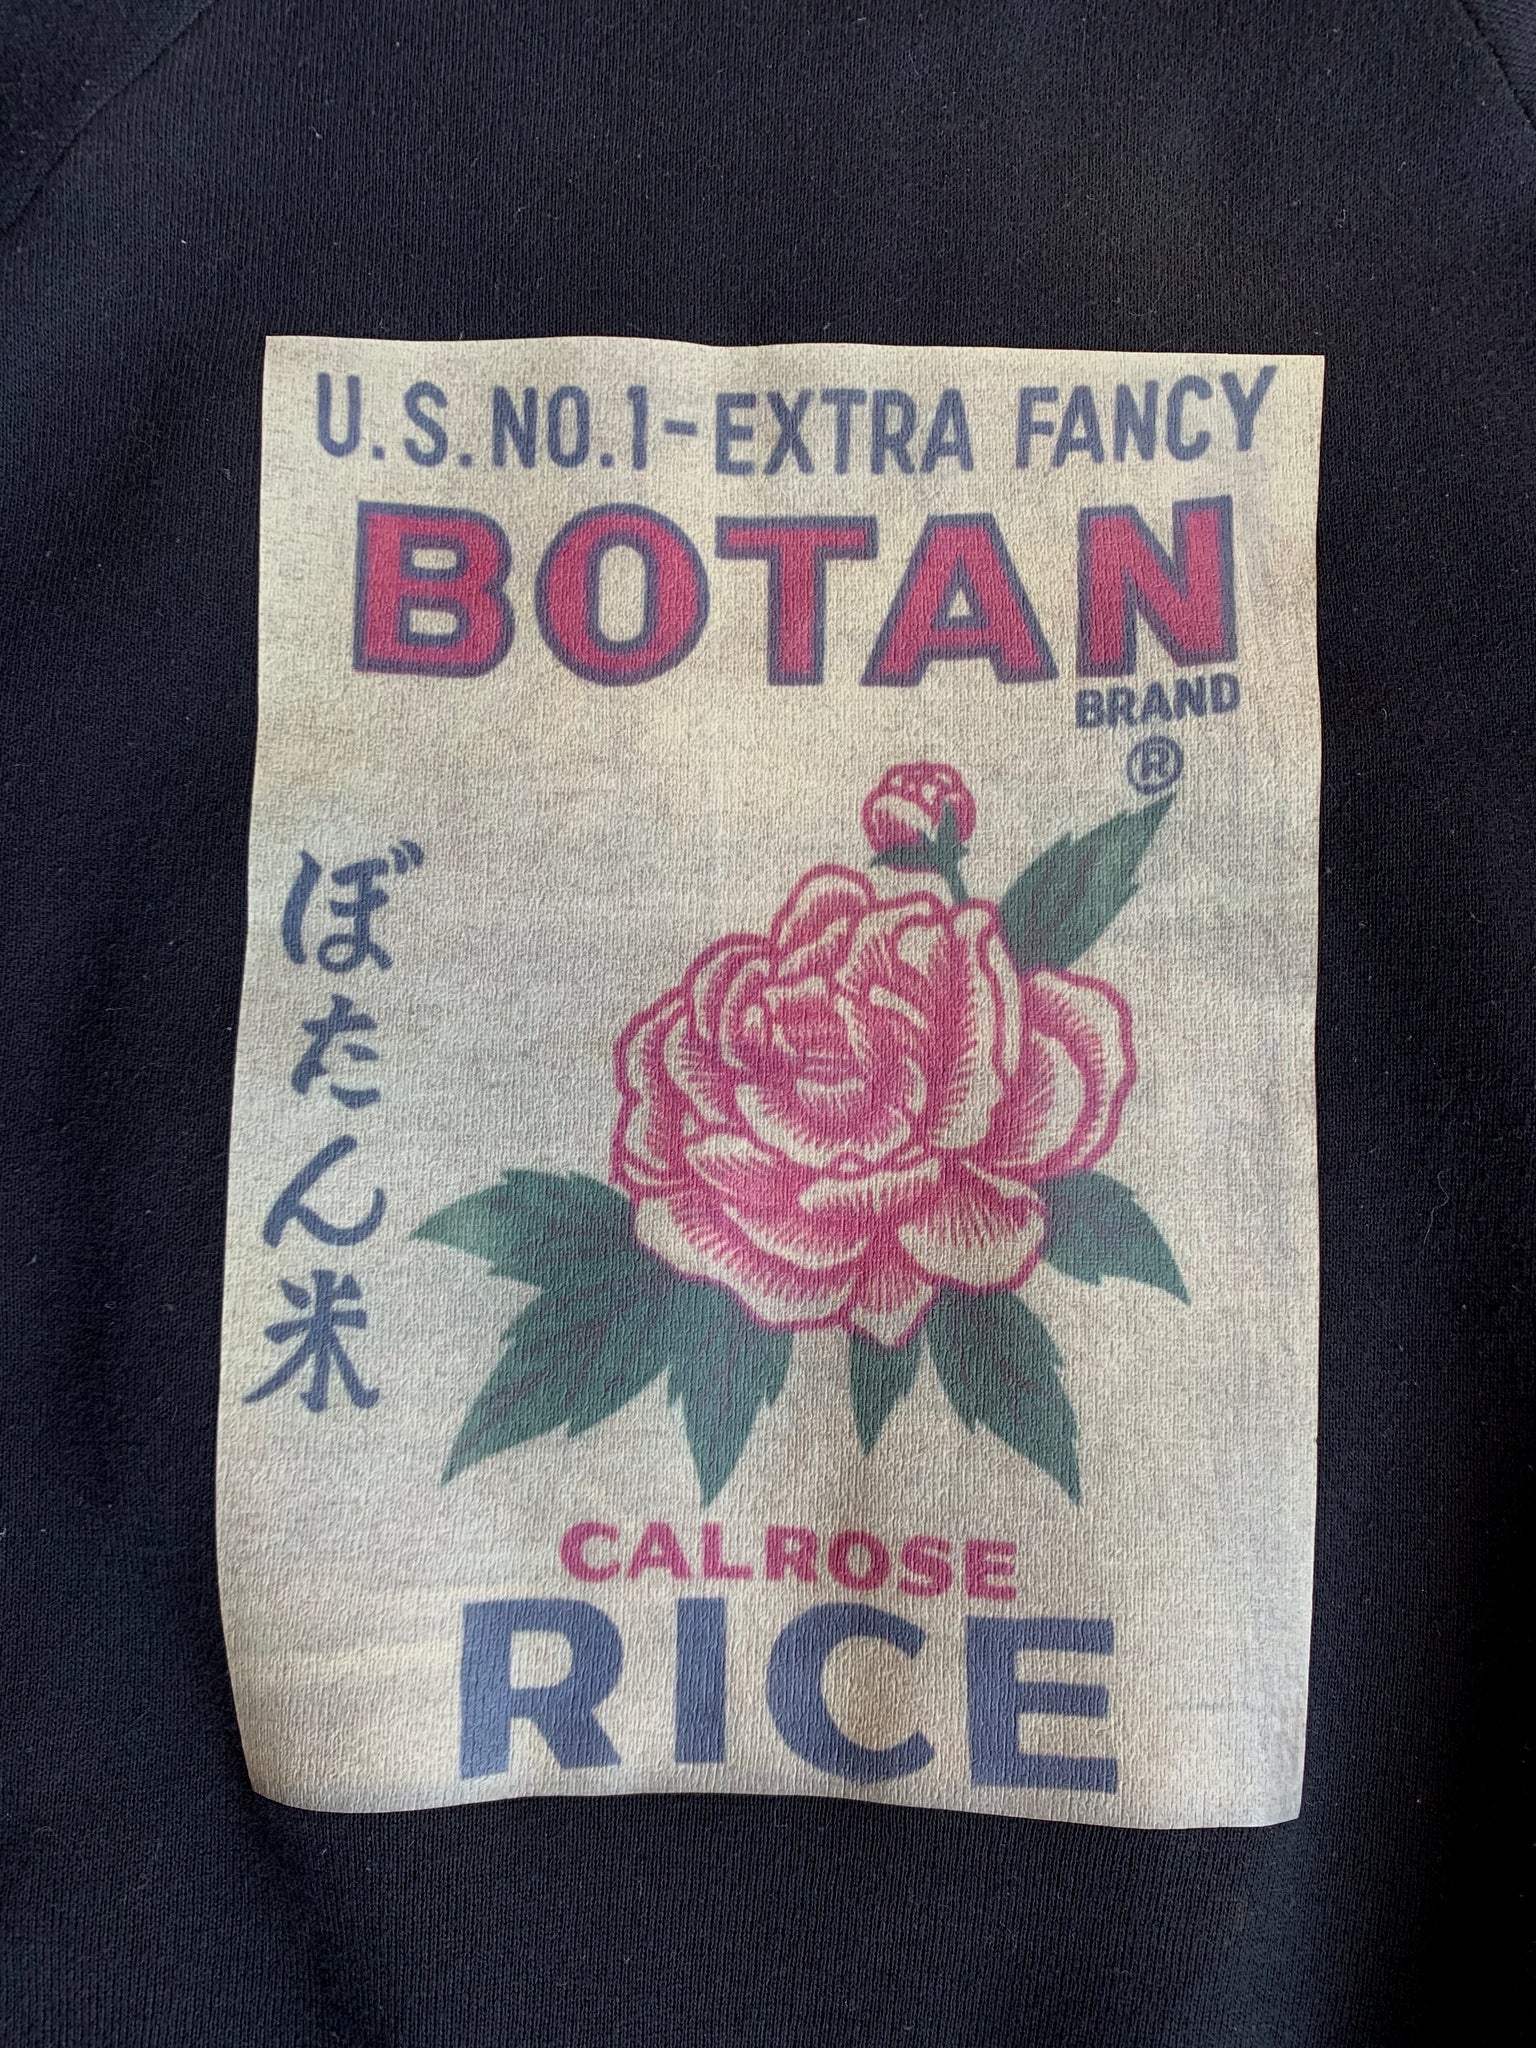 U.S. NO.1-EXTRA FANCY
BOTAN
BRAND
®
ぼたん米
CALROSE
RICE